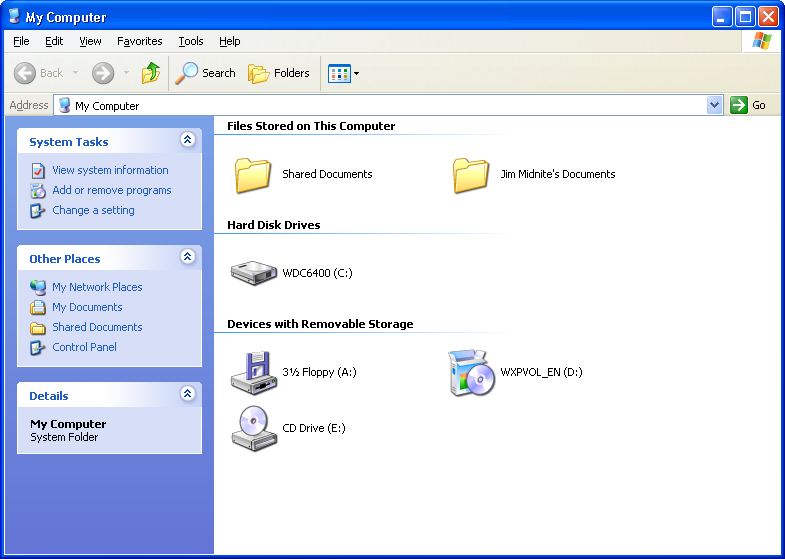 My Computer
File Edit View Favorites Tools Help
Back Search Folders
Address My Computer Go
System Tasks
View system information
Add or remove programs
Change a setting
Other Places
My Network Places
My Documents
Shared Documents
Control Panel
Details
My Computer
System Folder
Files Stored on This Computer
Shared Documents Jim Midnite's Documents
Hard Disk Drives
WDC6400 (C:)
Devices with Removable Storage
3½ Floppy (A:) WXPVOL_EN (D:)
CD Drive (E:)